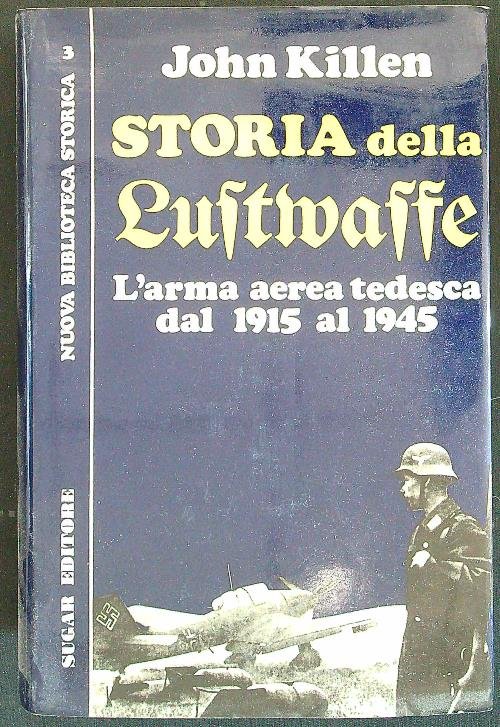 John Killen
STORIA della
Luftwaffe
L'arma aerea tedesca
dal 1915 al 1945
NUOVA BIBLIOTECA STORICA 3
SUGAR EDITORE